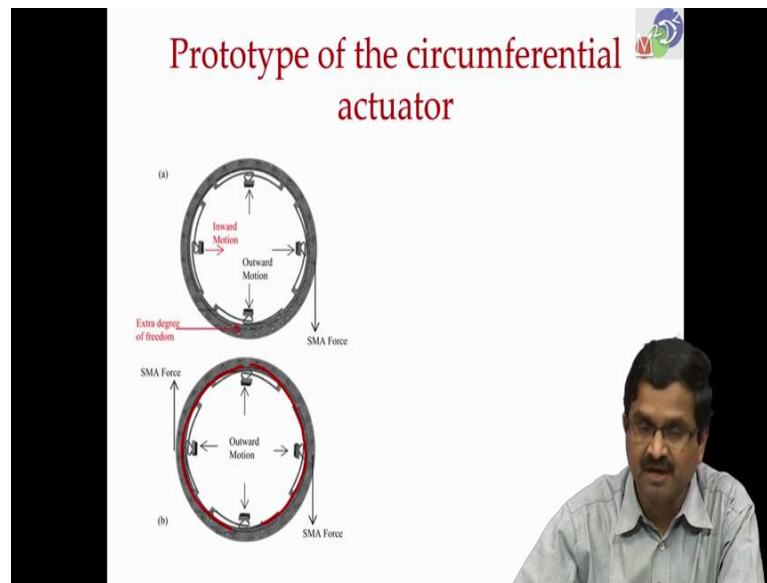 Prototype of the circumferential
actuator
(a)
Inward
Motion
Outward
Motion
Extra degree
of freedom
SMA Force
SMA Force
Outward
Motion
(b)
SMA Force